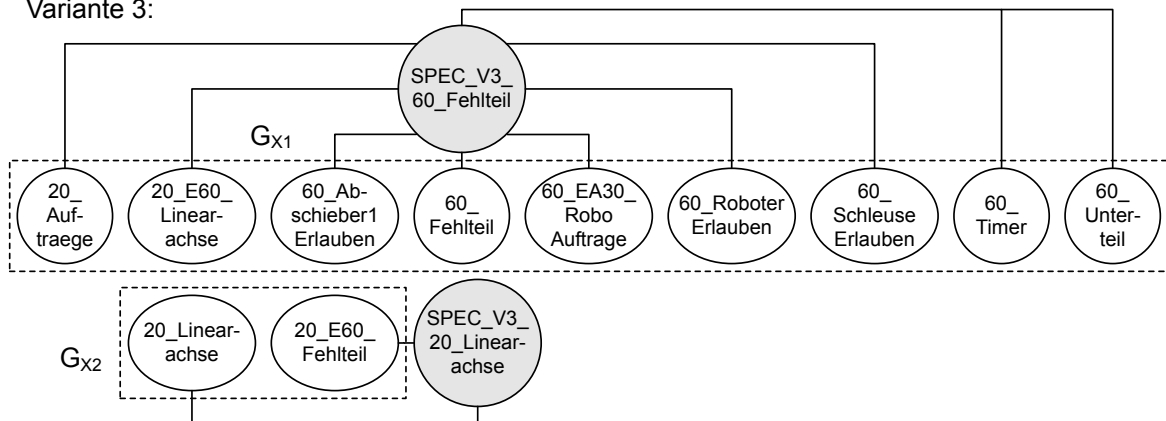 Variante 3:
SPEC_V3_
60_Fehlteil
GX1
20_
Auf-
traege
20_E60_
Linear-
achse
60_Ab-
schieber1
Erlauben
60_
Fehlteil
60_EA30_
Robo
Auftrage
60_Roboter
Erlauben
60_
Schleuse
Erlauben
60_
Timer
60_
Unter-
teil
GX2
20_Linear-
achse
20_E60_
Fehlteil
SPEC_V3_
20_Linear-
achse